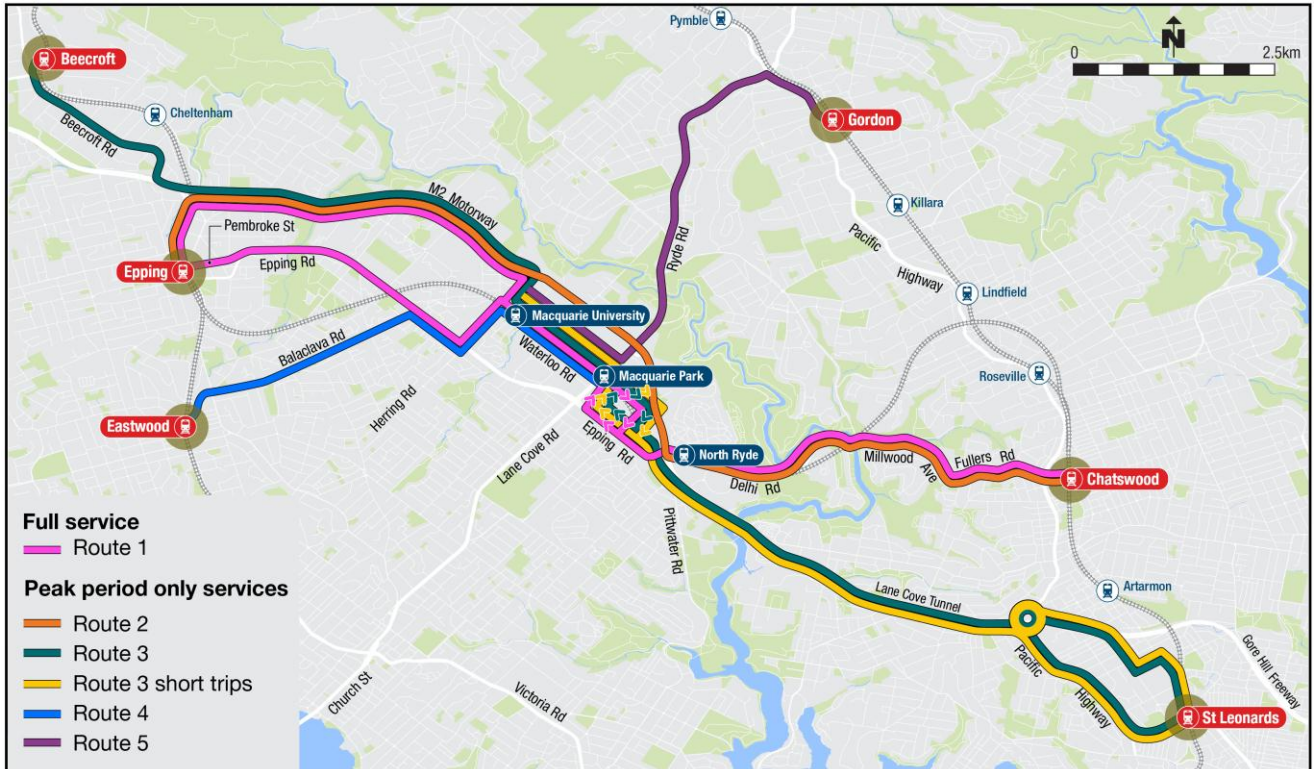 Pymble
N
0 2.5km
Beecroft
Cheltenham
Beecroft Rd
Gordon
Killara
M2 Motorway
Ryde Rd
Pacific
Highway
Pembroke St
Epping
Epping Rd
Lindfield
Macquarie University
Balaclava Rd
Waterloo Rd
Macquarie Park
Roseville
Herring Rd
Eastwood
Lane Cove Rd
Epping Rd
North Ryde
Delhi Rd
Millwood
Ave
Fullers Rd
Chatswood
Pittwater Rd
Lane Cove Tunnel
Artarmon
Pacific
Highway
Gore Hill Freeway
St Leonards
Church St
Victoria Rd
Full service
Route 1
Peak period only services
Route 2
Route 3
Route 3 short trips
Route 4
Route 5